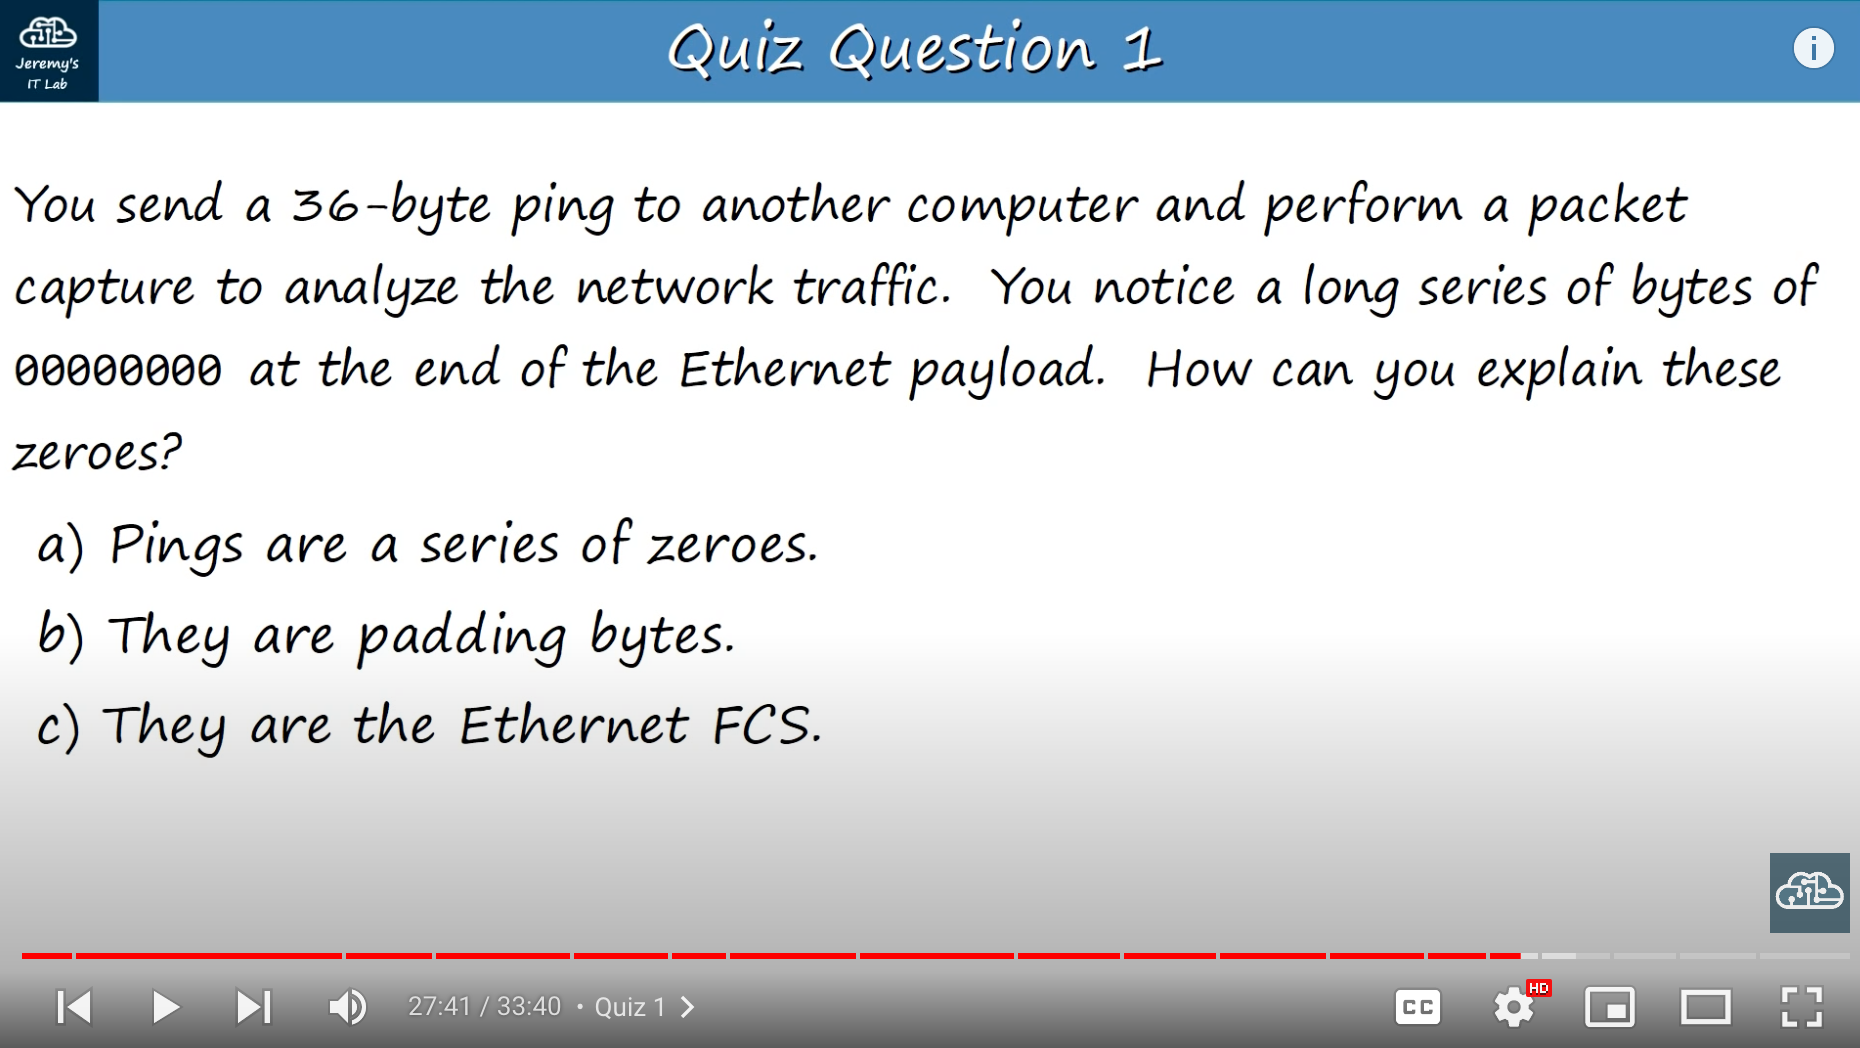 Jeremy's
IT Lab
Quiz Question 1
You send a 36-byte ping to another computer and perform a packet
capture to analyze the network traffic. You notice a long series of bytes of
00000000 at the end of the Ethernet payload. How can you explain these
zeroes?
a) Pings are a series of zeroes.
b) They are padding bytes.
c) They are the Ethernet FCS.
27:41 / 33:40 • Quiz 1
CC
HD